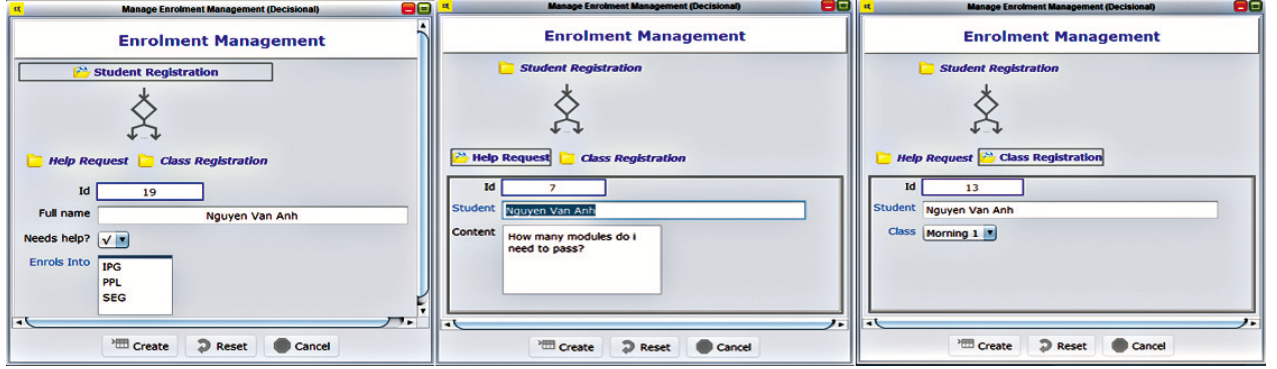 Manage Enrolment Management (Decisional)
Enrolment Management
Student Registration
...
Help Request Class Registration
Id 19
Full name Nguyen Van Anh
Needs help? √
Enrols Into IPG
PPL
SEG
Create Reset Cancel
Manage Enrolment Management (Decisional)
Enrolment Management
Student Registration
...
Help Request Class Registration
Id 7
Student Nguyen Van Anh
Content How many modules do i
need to pass?
Create Reset Cancel
Manage Enrolment Management (Decisional)
Enrolment Management
Student Registration
...
Help Request Class Registration
Id 13
Student Nguyen Van Anh
Class Morning 1
Create Reset Cancel